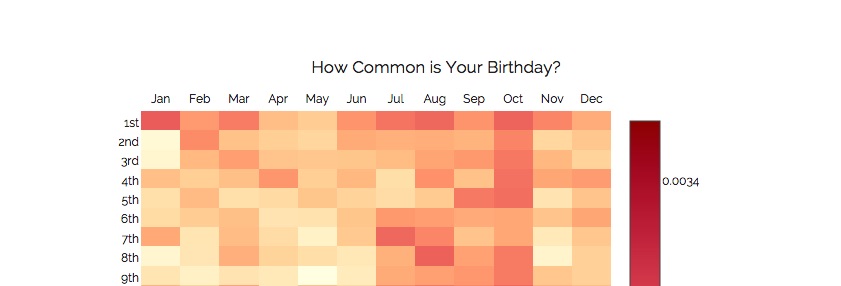 How Common is Your Birthday?
Jan Feb Mar Apr May Jun Jul Aug Sep Oct Nov Dec
1st
2nd
3rd
4th
0.0034
5th
6th
7th
8th
9th